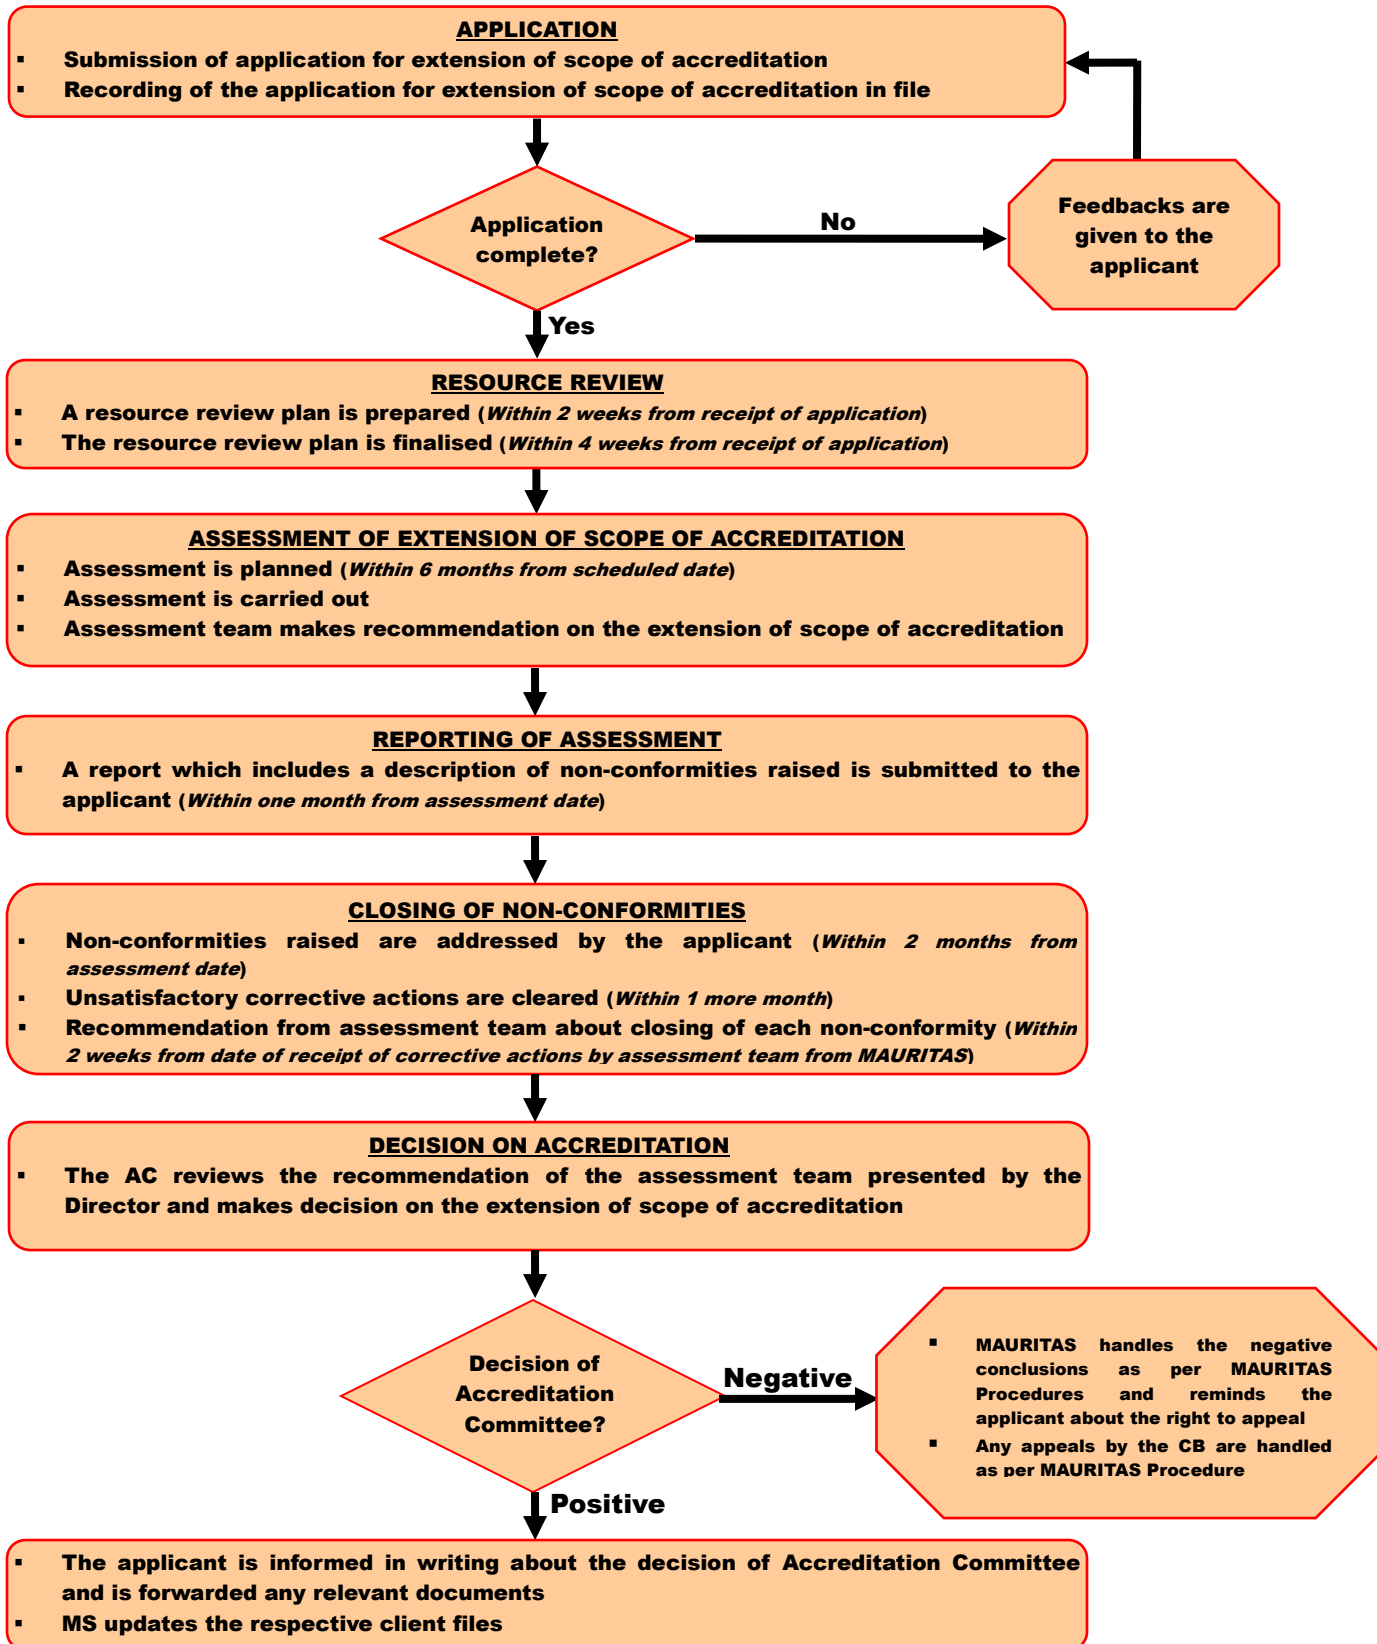 APPLICATION
▪ Submission of application for extension of scope of accreditation
▪ Recording of the application for extension of scope of accreditation in file
Application
complete?
No
Feedbacks are
given to the
applicant
Yes
RESOURCE REVIEW
▪ A resource review plan is prepared (Within 2 weeks from receipt of application)
▪ The resource review plan is finalised (Within 4 weeks from receipt of application)
ASSESSMENT OF EXTENSION OF SCOPE OF ACCREDITATION
▪ Assessment is planned (Within 6 months from scheduled date)
▪ Assessment is carried out
▪ Assessment team makes recommendation on the extension of scope of accreditation
REPORTING OF ASSESSMENT
▪ A report which includes a description of non-conformities raised is submitted to the
applicant (Within one month from assessment date)
CLOSING OF NON-CONFORMITIES
▪ Non-conformities raised are addressed by the applicant (Within 2 months from
assessment date)
▪ Unsatisfactory corrective actions are cleared (Within 1 more month)
▪ Recommendation from assessment team about closing of each non-conformity (Within
2 weeks from date of receipt of corrective actions by assessment team from MAURITAS)
DECISION ON ACCREDITATION
▪ The AC reviews the recommendation of the assessment team presented by the
Director and makes decision on the extension of scope of accreditation
Decision of
Accreditation
Committee?
Negative
▪ MAURITAS handles the negative
conclusions as per MAURITAS
Procedures and reminds the
applicant about the right to appeal
▪ Any appeals by the CB are handled
as per MAURITAS Procedure
Positive
▪ The applicant is informed in writing about the decision of Accreditation Committee
and is forwarded any relevant documents
▪ MS updates the respective client files